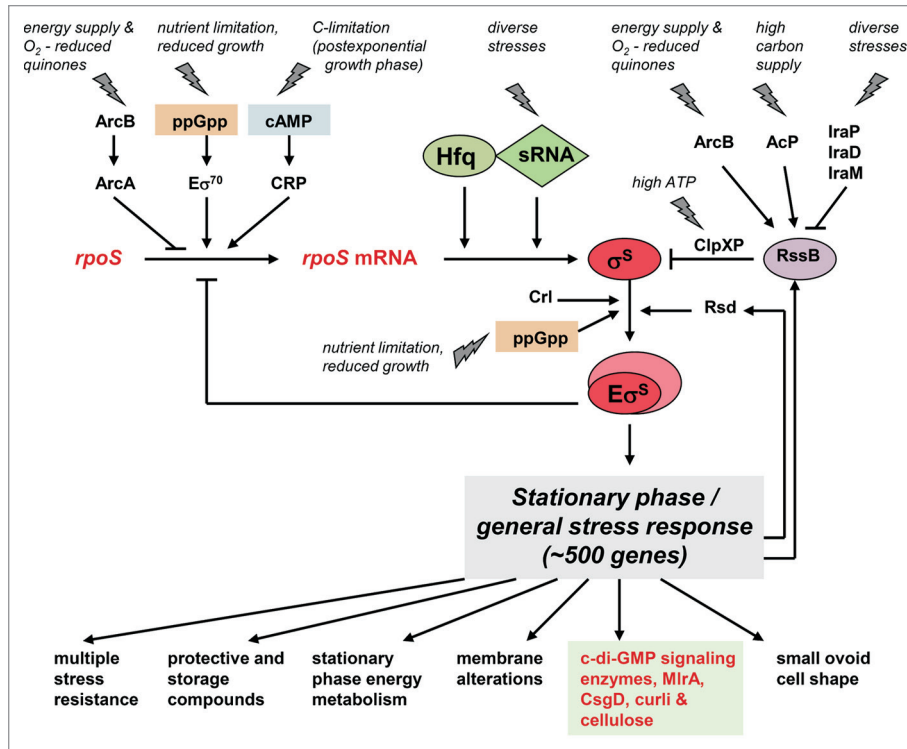 energy supply &
O2 - reduced
quinones
nutrient limitation,
reduced growth
C-limitation
(postexponential
growth phase)
diverse
stresses
energy supply &
O2 - reduced
quinones
high
carbon
supply
diverse
stresses
ArcB
ppGpp
cAMP
ArcA
Eσ70
CRP
Hfq
sRNA
ArcB
AcP
IraP
IraD
IraM
high ATP
rpoS
rpoS mRNA
σS
ClpXP
RssB
Crl
Rsd
ppGpp
nutrient limitation,
reduced growth
EσS
Stationary phase /
general stress response
(~500 genes)
multiple
stress
resistance
protective and
storage
compounds
stationary
phase energy
metabolism
membrane
alterations
c-di-GMP signaling
enzymes, MlrA,
CsgD, curli &
cellulose
small ovoid
cell shape